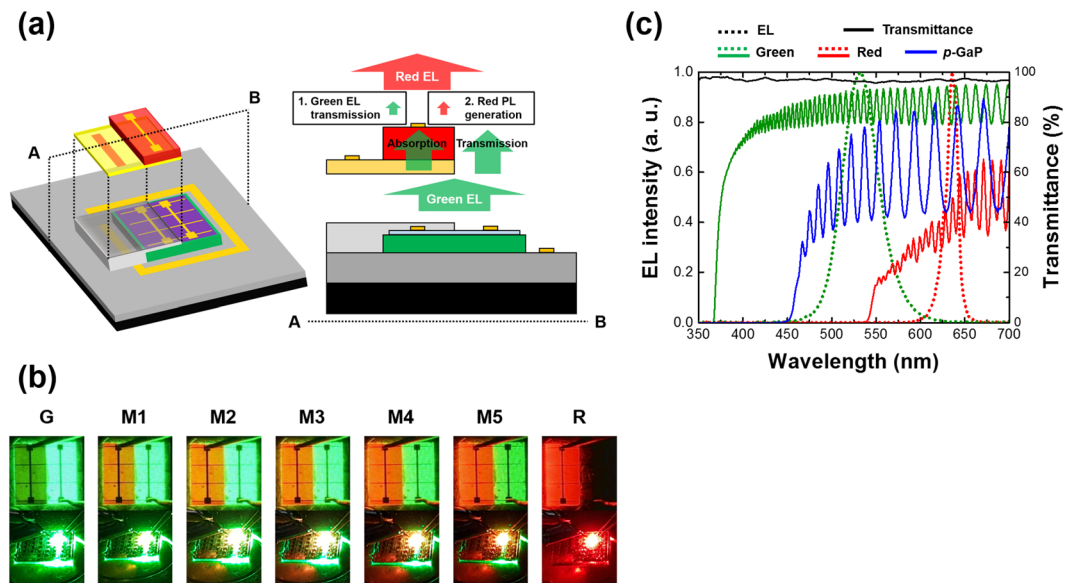 (a)
Red EL
1. Green EL
transmission
2. Red PL
generation
Absorption
Transmission
Green EL
A
B
A
B
(b)
G M1 M2 M3 M4 M5 R
(c)
EL Transmittance
Green Red p-GaP
EL intensity (a. u.)
1.0
0.8
0.6
0.4
0.2
0.0
100
80
60
40
20
0
Transmittance (%)
350 400 450 500 550 600 650 700
Wavelength (nm)